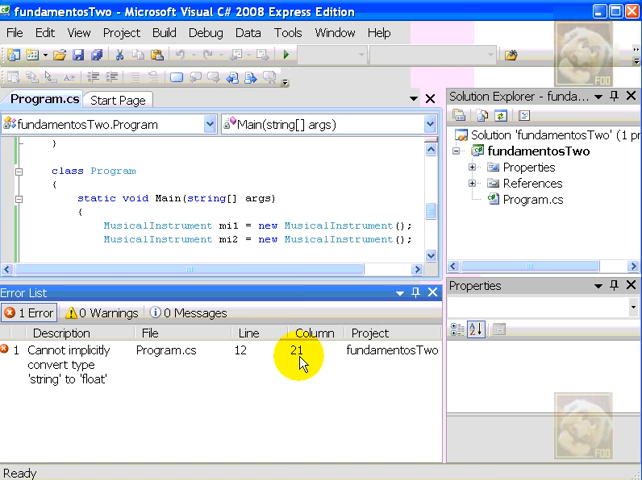 fundamentosTwo - Microsoft Visual C# 2008 Express Edition
File Edit View Project Build Debug Data Tools Window Help
Program.cs Start Page
fundamentosTwo.Program Main(string[] args)
}
class Program
{
static void Main(string[] args)
{
MusicalInstrument mi1 = new MusicalInstrument();
MusicalInstrument mi2 = new MusicalInstrument();
Solution Explorer - funda...
Solution 'fundamentosTwo' (1 pr
fundamentosTwo
Properties
References
Program.cs
Properties
Error List
1 Error 0 Warnings 0 Messages
Description File Line Column Project
1 Cannot implicitly convert type 'string' to 'float' Program.cs 12 21 fundamentosTwo
Ready
FOO
FOO